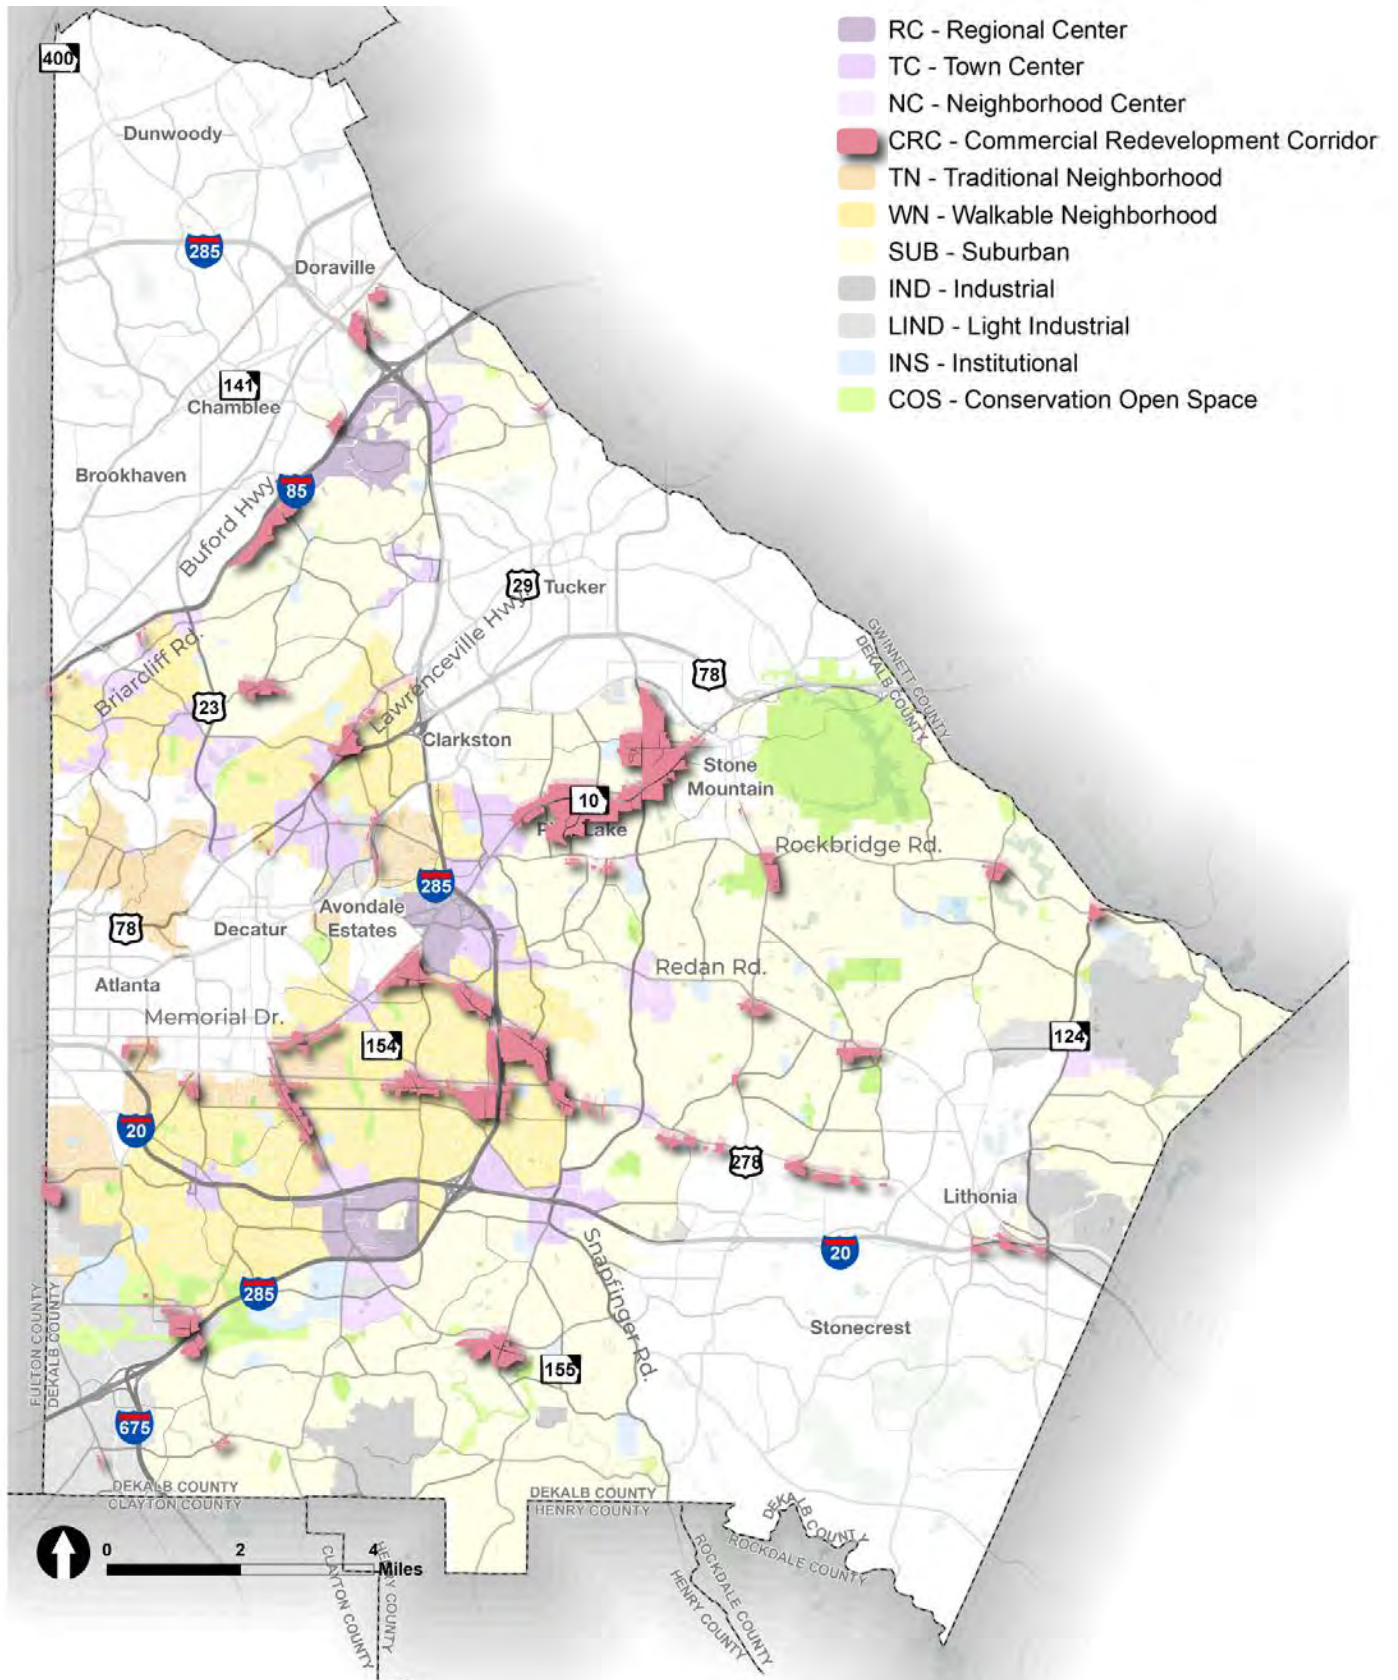 RC - Regional Center
TC - Town Center
NC - Neighborhood Center
CRC - Commercial Redevelopment Corridor
TN - Traditional Neighborhood
WN - Walkable Neighborhood
SUB - Suburban
IND - Industrial
LIND - Light Industrial
INS - Institutional
COS - Conservation Open Space
400
Dunwoody
285
Doraville
141
Chamblee
Brookhaven
85
Buford Hwy.
29
Tucker
Lawrenceville Hwy.
GWINNETT COUNTY
DEKALB COUNTY
Briarcliff Rd.
78
23
Clarkston
Stone
Mountain
10
Lake
Rockbridge Rd.
285
Avondale
Estates
78
Decatur
Redan Rd.
Atlanta
Memorial Dr.
154
124
20
278
Lithonia
20
Snapfinger Rd.
285
Stonecrest
FULTON COUNTY
DEKALB COUNTY
155
675
DEKALB COUNTY
CLAYTON COUNTY
DEKALB COUNTY
HENRY COUNTY
DEKALB COUNTY
ROCKDALE COUNTY
0 2 4
Miles
CLAYTON COUNTY
HENRY COUNTY
ROCKDALE COUNTY
HENRY COUNTY